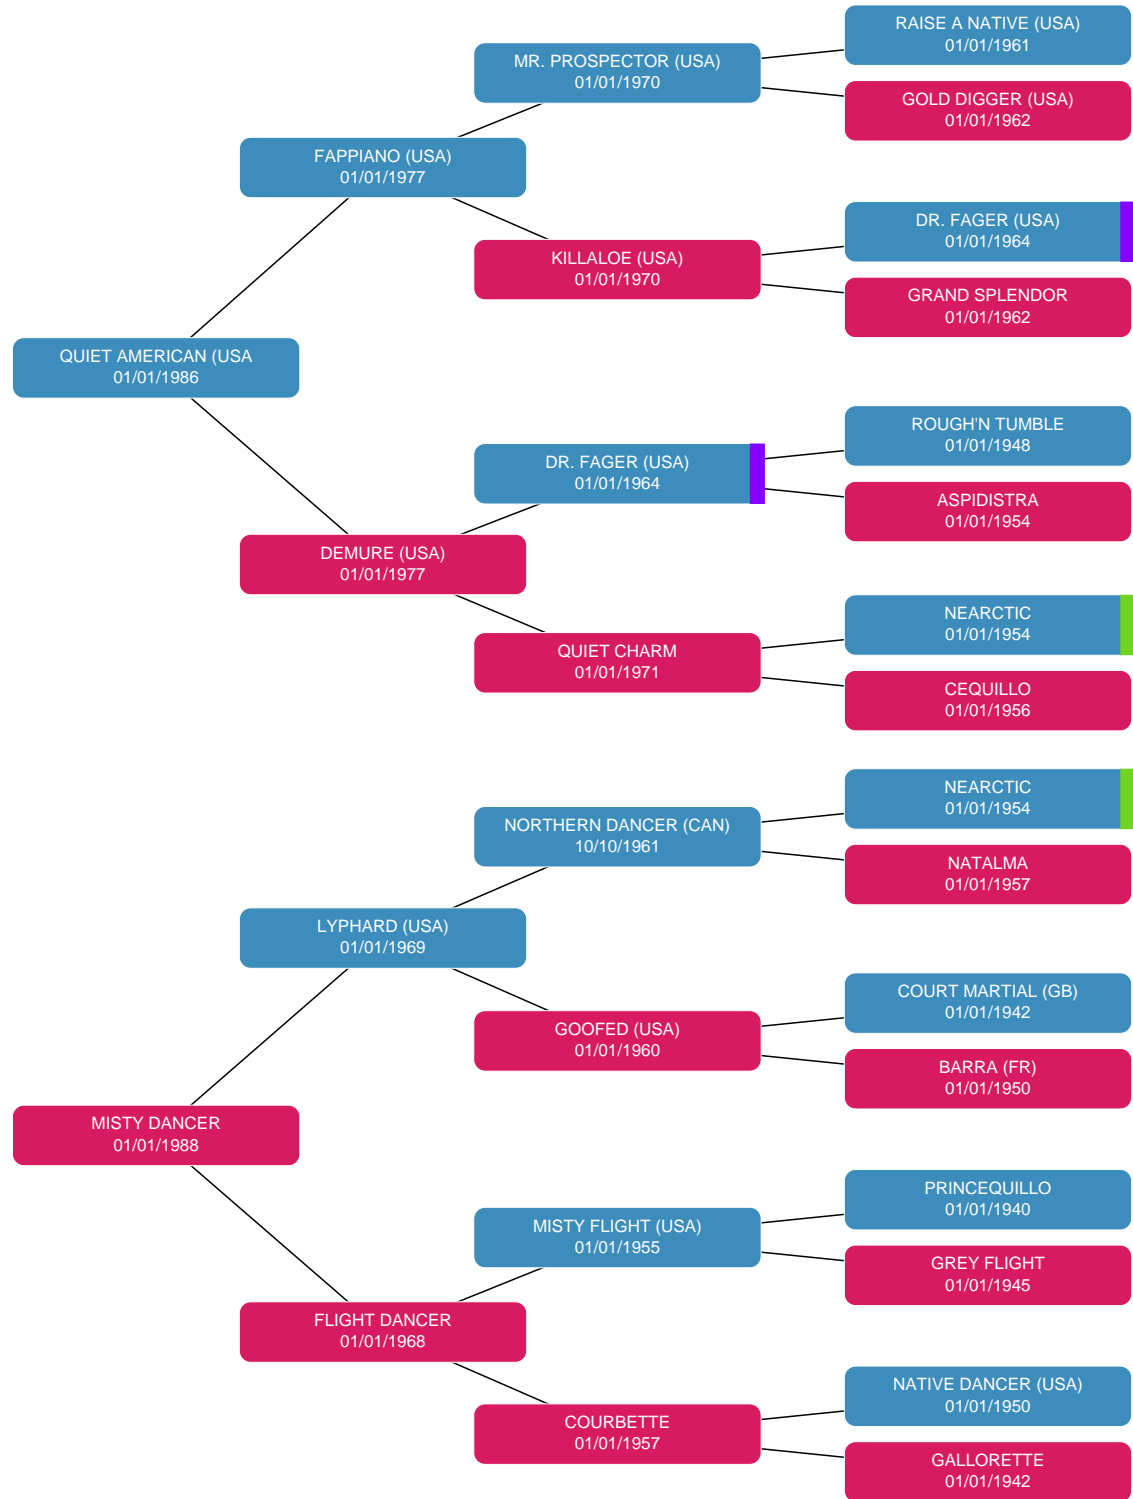 RAISE A NATIVE (USA)
01/01/1961
MR. PROSPECTOR (USA)
01/01/1970
GOLD DIGGER (USA)
01/01/1962
FAPPIANO (USA)
01/01/1977
DR. FAGER (USA)
01/01/1964
KILLALOE (USA)
01/01/1970
GRAND SPLENDOR
01/01/1962
QUIET AMERICAN (USA
01/01/1986
ROUGH'N TUMBLE
01/01/1948
DR. FAGER (USA)
01/01/1964
ASPIDISTRA
01/01/1954
DEMURE (USA)
01/01/1977
NEARCTIC
01/01/1954
QUIET CHARM
01/01/1971
CEQUILLO
01/01/1956
NEARCTIC
01/01/1954
NORTHERN DANCER (CAN)
10/10/1961
NATALMA
01/01/1957
LYPHARD (USA)
01/01/1969
COURT MARTIAL (GB)
01/01/1942
GOOFED (USA)
01/01/1960
BARRA (FR)
01/01/1950
MISTY DANCER
01/01/1988
PRINCEQUILLO
01/01/1940
MISTY FLIGHT (USA)
01/01/1955
GREY FLIGHT
01/01/1945
FLIGHT DANCER
01/01/1968
NATIVE DANCER (USA)
01/01/1950
COURBETTE
01/01/1957
GALLORETTE
01/01/1942